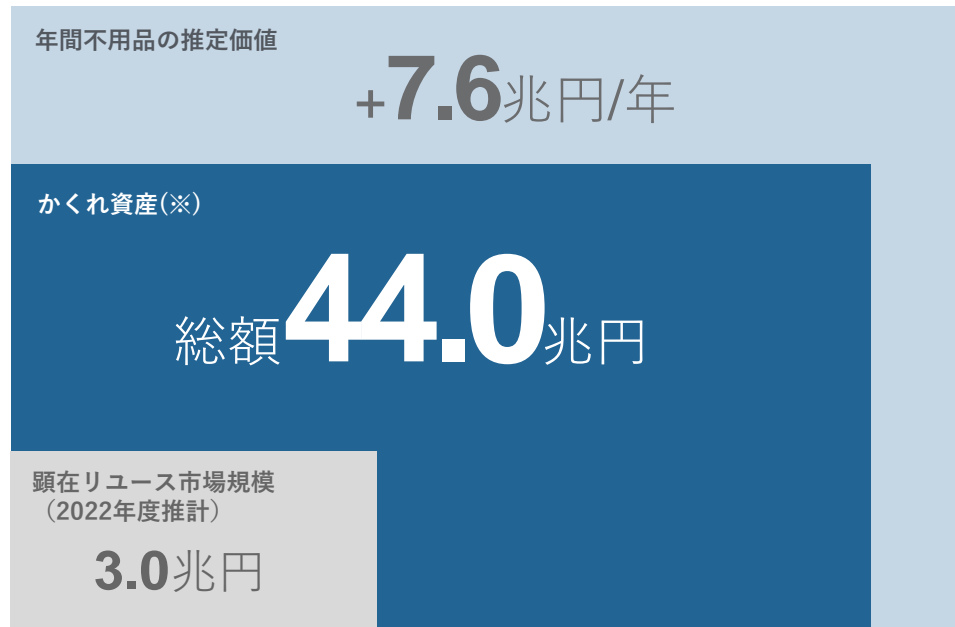 年間不用品の推定価値
+7.6兆円/年
かくれ資産(※)
総額44.0兆円
顕在リユース市場規模
（2022年度推計）
3.0兆円